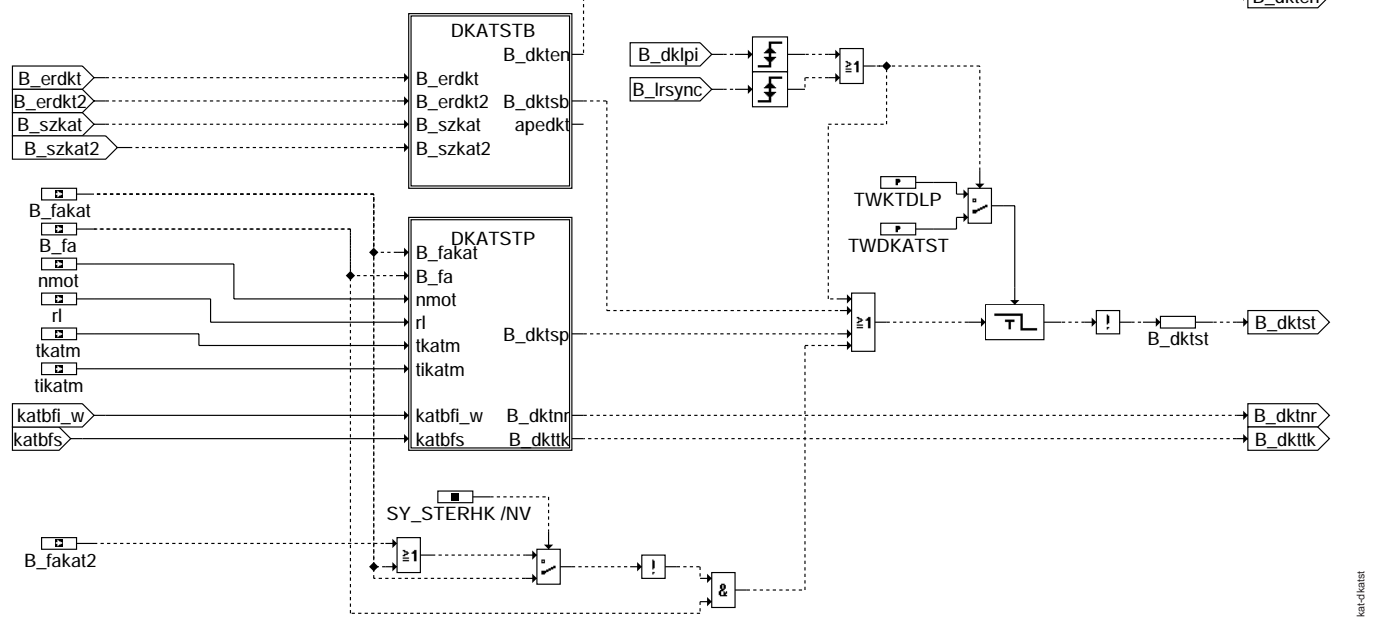 B_dkten
DKATSTB
B_dkten
B_erdkt
B_erdkt2
B_szkat
B_szkat2
B_erdkt
B_erdkt2
B_szkat
B_szkat2
B_dktsb
apedkt
B_dklpi
B_lrsync
≥1
P
TWKTDLP
P
TWDKATST
B_fakat
B_fa
nmot
rl
tkatm
tikatm
katbfi_w
katbfs
DKATSTP
B_fakat
B_fa
nmot
rl
tkatm
tikatm
katbfi_w
katbfs
B_dktsp
B_dktnr
B_dkttk
≥1
T
!
B_dktst
B_dktst
B_dktnr
B_dkttk
SY_STERHK /NV
B_fakat2
≥1
!
&
kat-dkatst